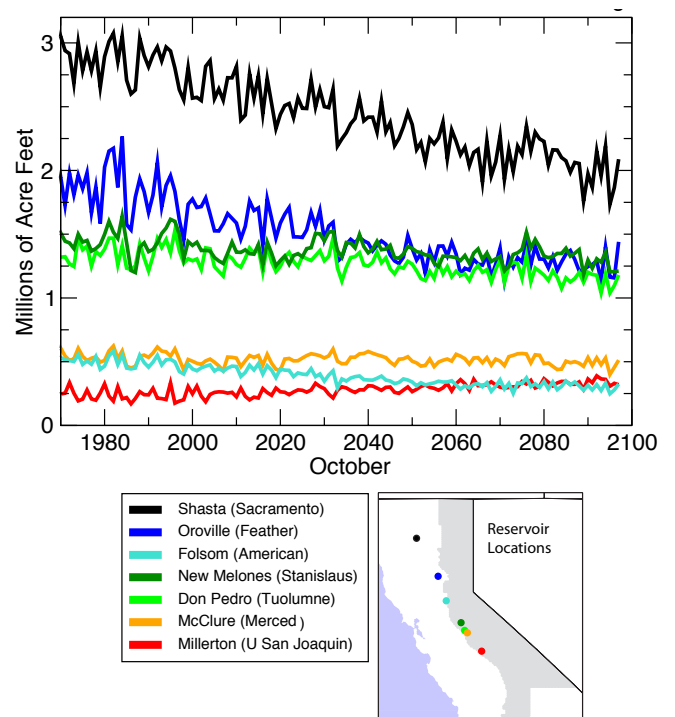 3
2
1
0
Millions of Acre Feet
1980 2000 2020 2040 2060 2080 2100
October
Shasta (Sacramento)
Oroville (Feather)
Folsom (American)
New Melones (Stanislaus)
Don Pedro (Tuolumne)
McClure (Merced )
Millerton (U San Joaquin)
Reservoir
Locations